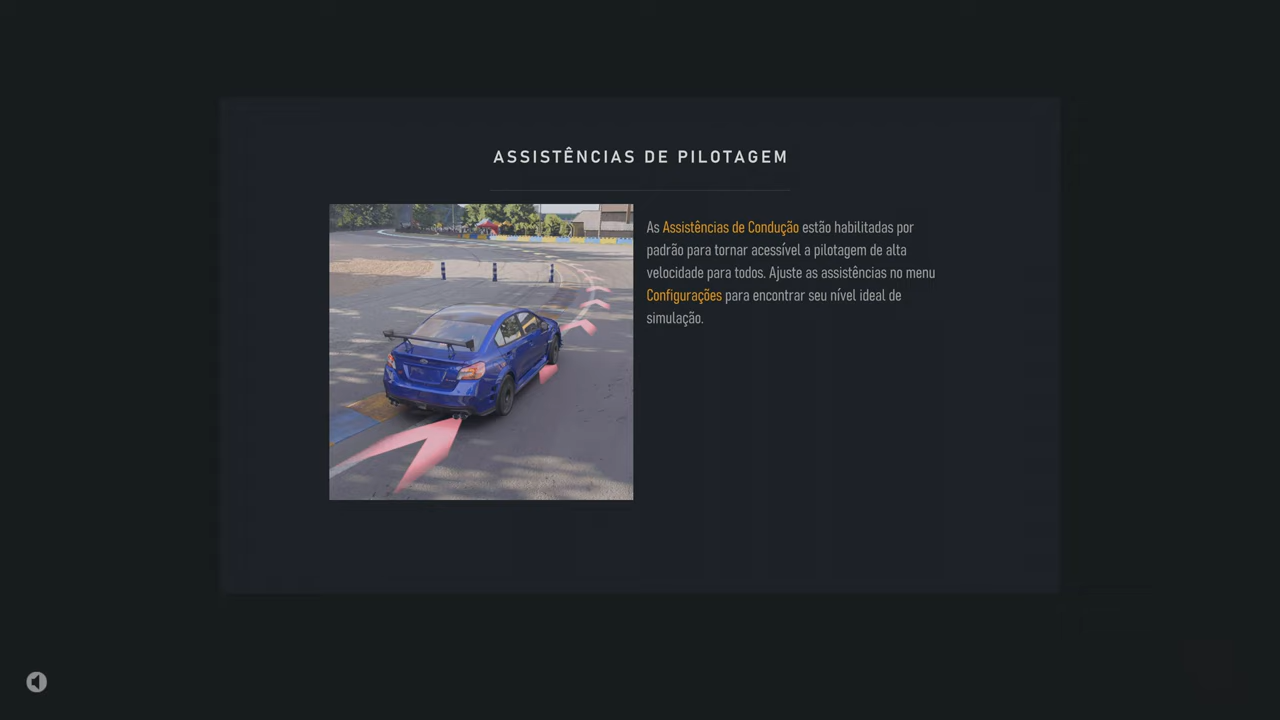 ASSISTÊNCIAS DE PILOTAGEM
As Assistências de Condução estão habilitadas por
padrão para tornar acessível a pilotagem de alta
velocidade para todos. Ajuste as assistências no menu
Configurações para encontrar seu nível ideal de
simulação.